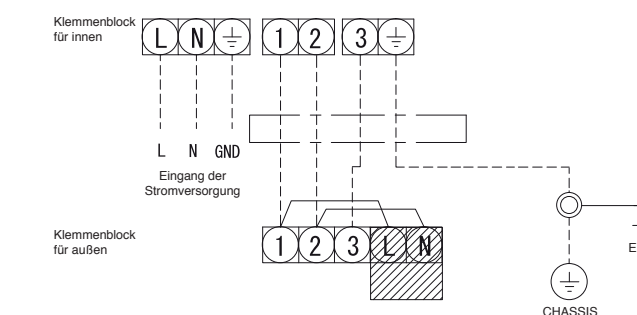 Klemmenblock
für innen
L N
1 2 3
L N GND
Eingang der
Stromversorgung
Klemmenblock
für außen
1 2 3 L N
E
CHASSIS